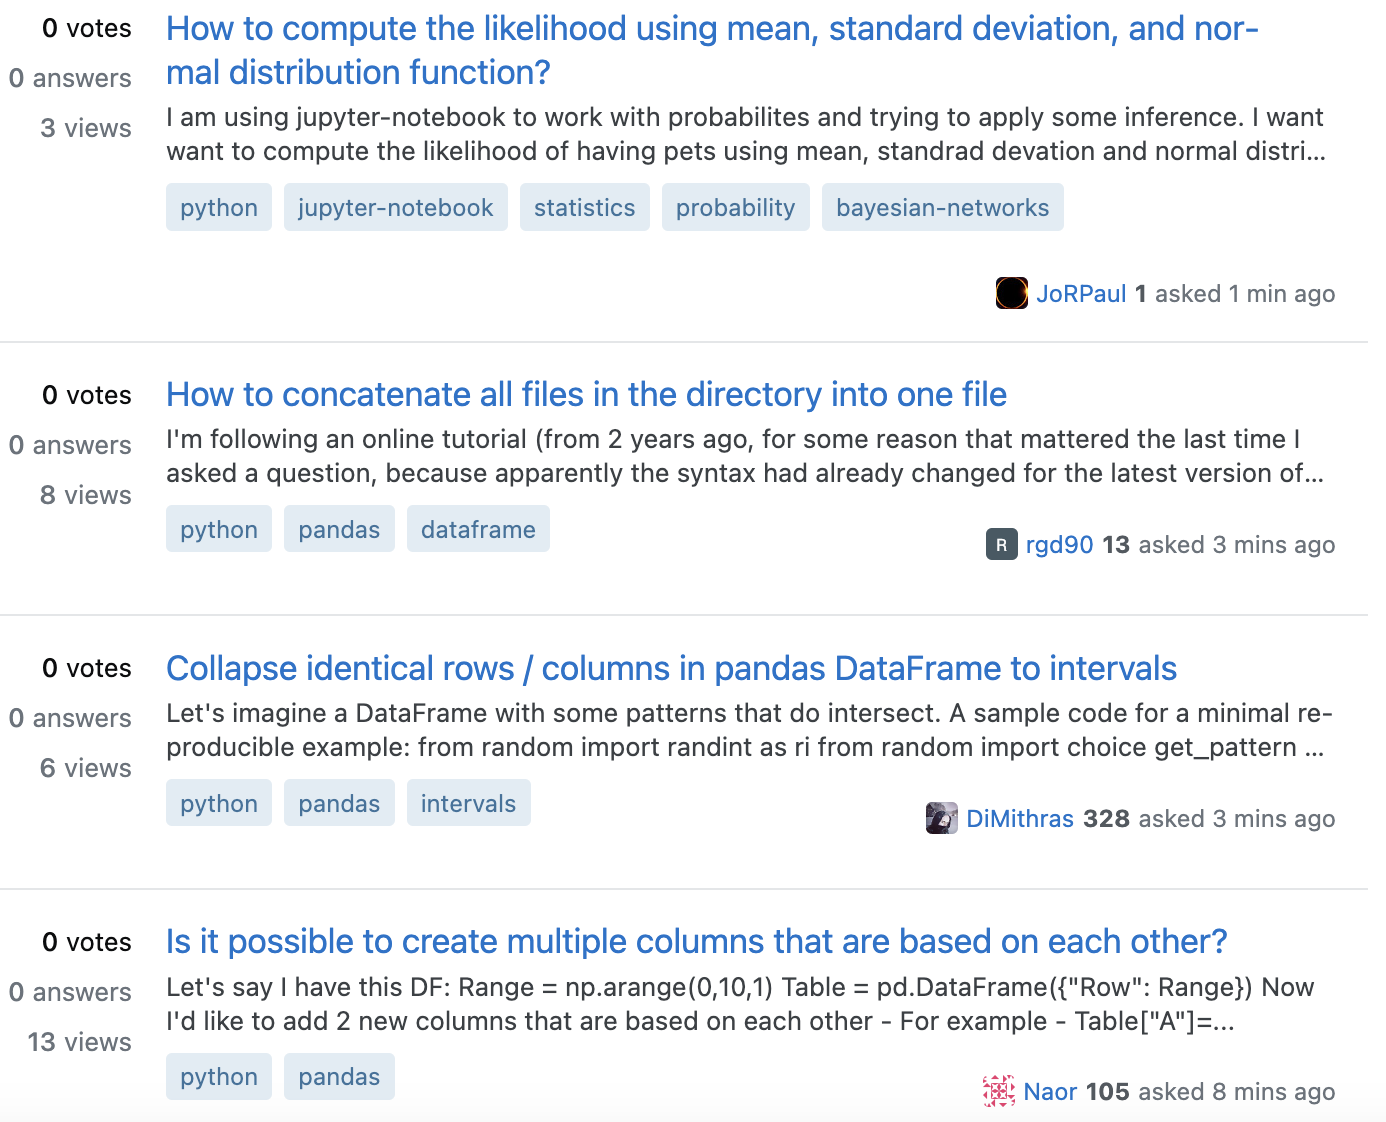 0 votes
0 answers
3 views
How to compute the likelihood using mean, standard deviation, and nor-
mal distribution function?
I am using jupyter-notebook to work with probabilites and trying to apply some inference. I want
want to compute the likelihood of having pets using mean, standrad devation and normal distri...
python jupyter-notebook statistics probability bayesian-networks
JoRPaul 1 asked 1 min ago
0 votes
0 answers
8 views
How to concatenate all files in the directory into one file
I'm following an online tutorial (from 2 years ago, for some reason that mattered the last time I
asked a question, because apparently the syntax had already changed for the latest version of...
python pandas dataframe
R rgd90 13 asked 3 mins ago
0 votes
0 answers
6 views
Collapse identical rows / columns in pandas DataFrame to intervals
Let's imagine a DataFrame with some patterns that do intersect. A sample code for a minimal re-
producible example: from random import randint as ri from random import choice get_pattern ...
python pandas intervals
DiMithras 328 asked 3 mins ago
0 votes
0 answers
13 views
Is it possible to create multiple columns that are based on each other?
Let's say I have this DF: Range = np.arange(0,10,1) Table = pd.DataFrame({"Row": Range}) Now
I'd like to add 2 new columns that are based on each other - For example - Table["A"]=...
python pandas
Naor 105 asked 8 mins ago